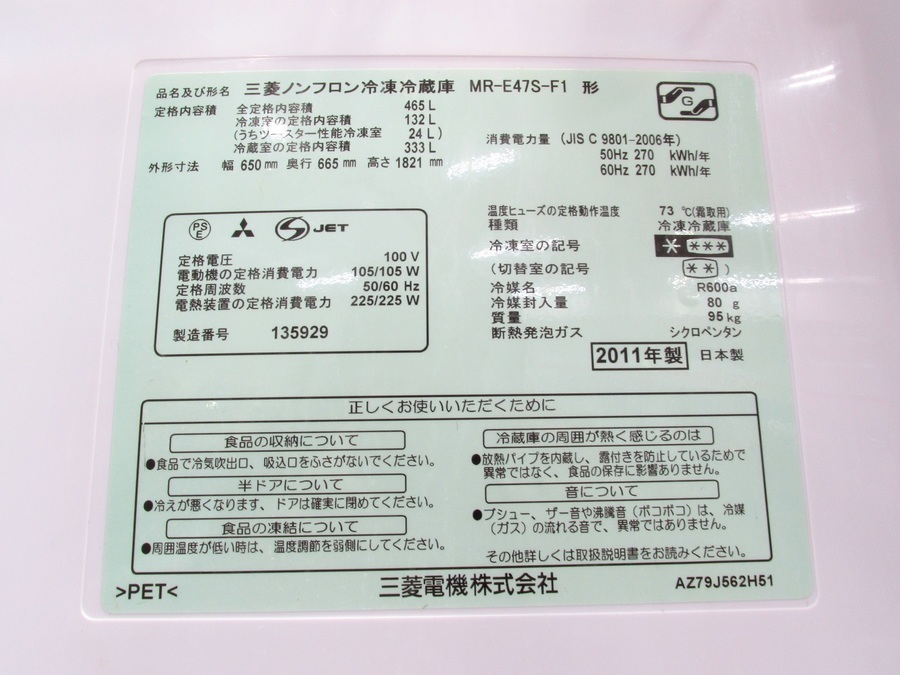 品名及び形名 三菱ノンフロン冷凍冷蔵庫 MR-E47S-F1 形
定格内容積 全定格内容積 465 L
冷凍室の定格内容積 132 L
(うちツースター性能冷凍室 24 L)
冷蔵室の定格内容積 333 L
外形寸法 幅 650 mm 奥行 665 mm 高さ 1821 mm
G
消費電力量 (JIS C 9801-2006年)
50Hz 270 kWh/年
60Hz 270 kWh/年
PSE JET
定格電圧 100 V
電動機の定格消費電力 105/105 W
定格周波数 50/60 Hz
電熱装置の定格消費電力 225/225 W
製造番号 135929
温度ヒューズの定格動作温度 73 ℃(霜取用)
種類 冷凍冷蔵庫
冷凍室の記号 * ***
(切替室の記号 **)
冷媒名 R600a
冷媒封入量 80 g
質量 95 kg
断熱発泡ガス シクロペンタン
2011年製 日本製
正しくお使いいただくために
食品の収納について
●食品で冷気吹出口、吸込口をふさがないでください。
半ドアについて
●冷えが悪くなります、ドアは確実に閉めてください。
食品の凍結について
●周囲温度が低い時は、温度調節を弱側にしてください。
冷蔵庫の周囲が熱く感じるのは
●放熱パイプを内蔵し、露付きを防止しているためで
異常ではなく、食品の保存に影響ありません。
音について
●ブシュー、ザー音や沸騰音(ボコボコ)は、冷媒
(ガス)の流れる音で、異常ではありません。
その他詳しくは取扱説明書をお読みください。
>PET<
三菱電機株式会社
AZ79J562H51